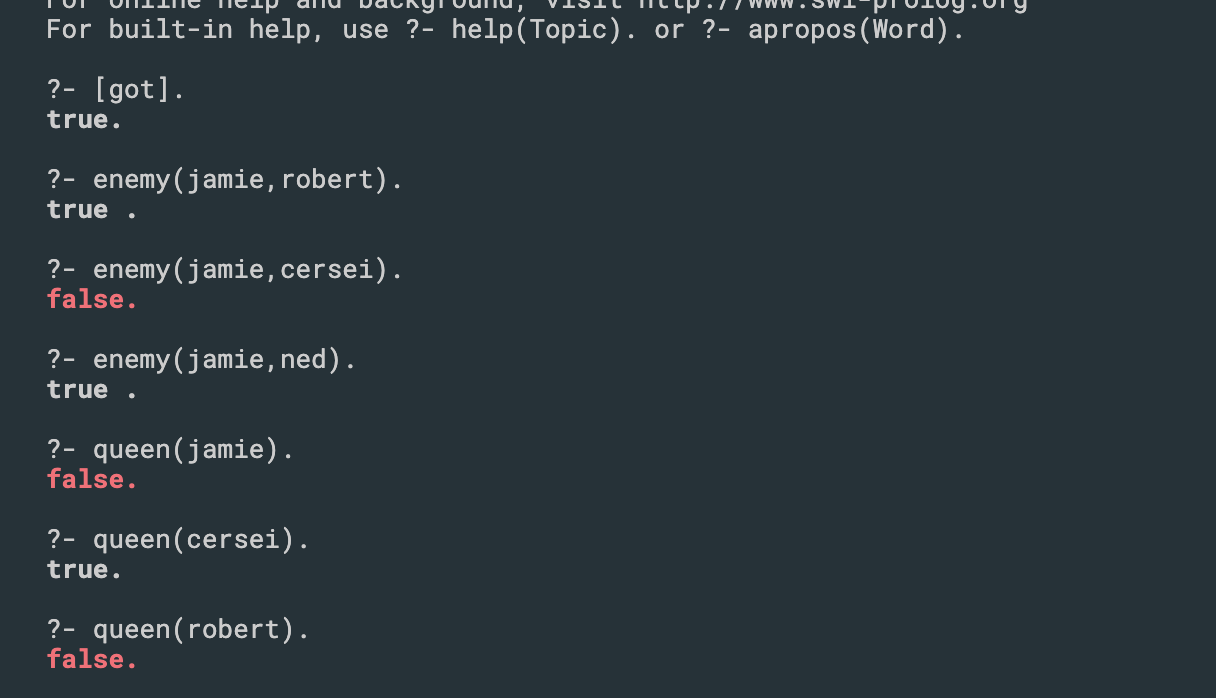 For online help and background, visit http://www.swi-prolog.org
For built-in help, use ?- help(Topic). or ?- apropos(Word).
?- [got].
true.
?- enemy(jamie,robert).
true .
?- enemy(jamie,cersei).
false.
?- enemy(jamie,ned).
true .
?- queen(jamie).
false.
?- queen(cersei).
true.
?- queen(robert).
false.